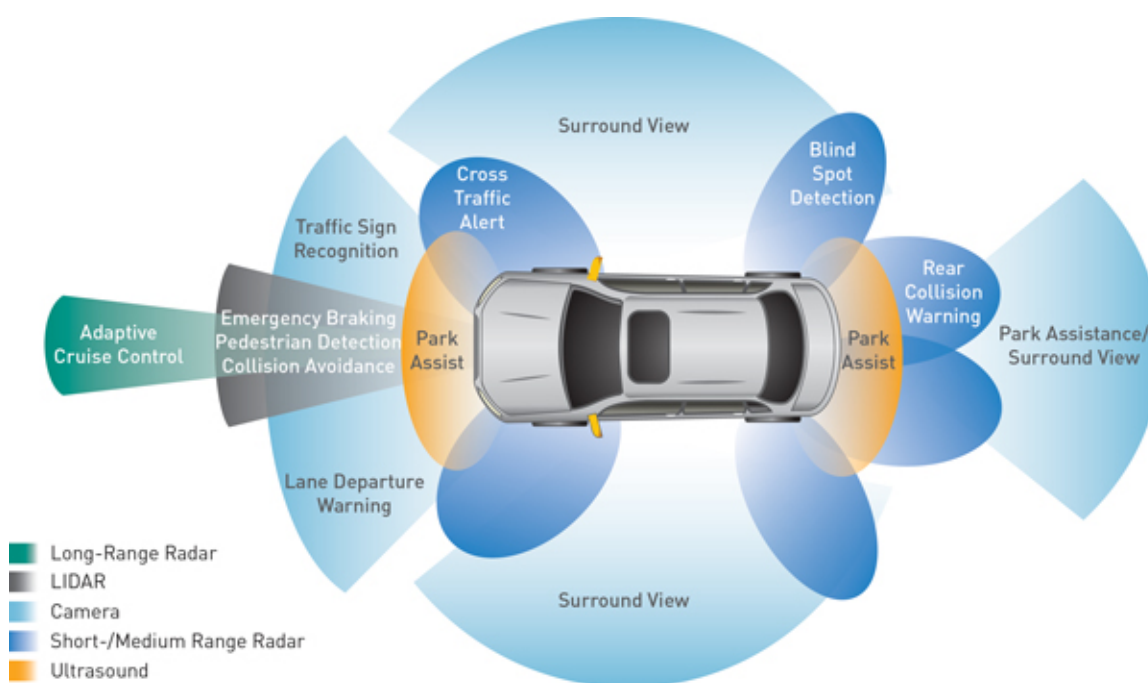 Surround View
Blind
Spot
Detection
Cross
Traffic
Alert
Traffic Sign
Recognition
Rear
Collision
Warning
Adaptive
Cruise Control
Emergency Braking
Pedestrian Detection
Collision Avoidance
Park
Assist
Park
Assist
Park Assistance/
Surround View
Lane Departure
Warning
Surround View
Long-Range Radar
LIDAR
Camera
Short-/Medium Range Radar
Ultrasound